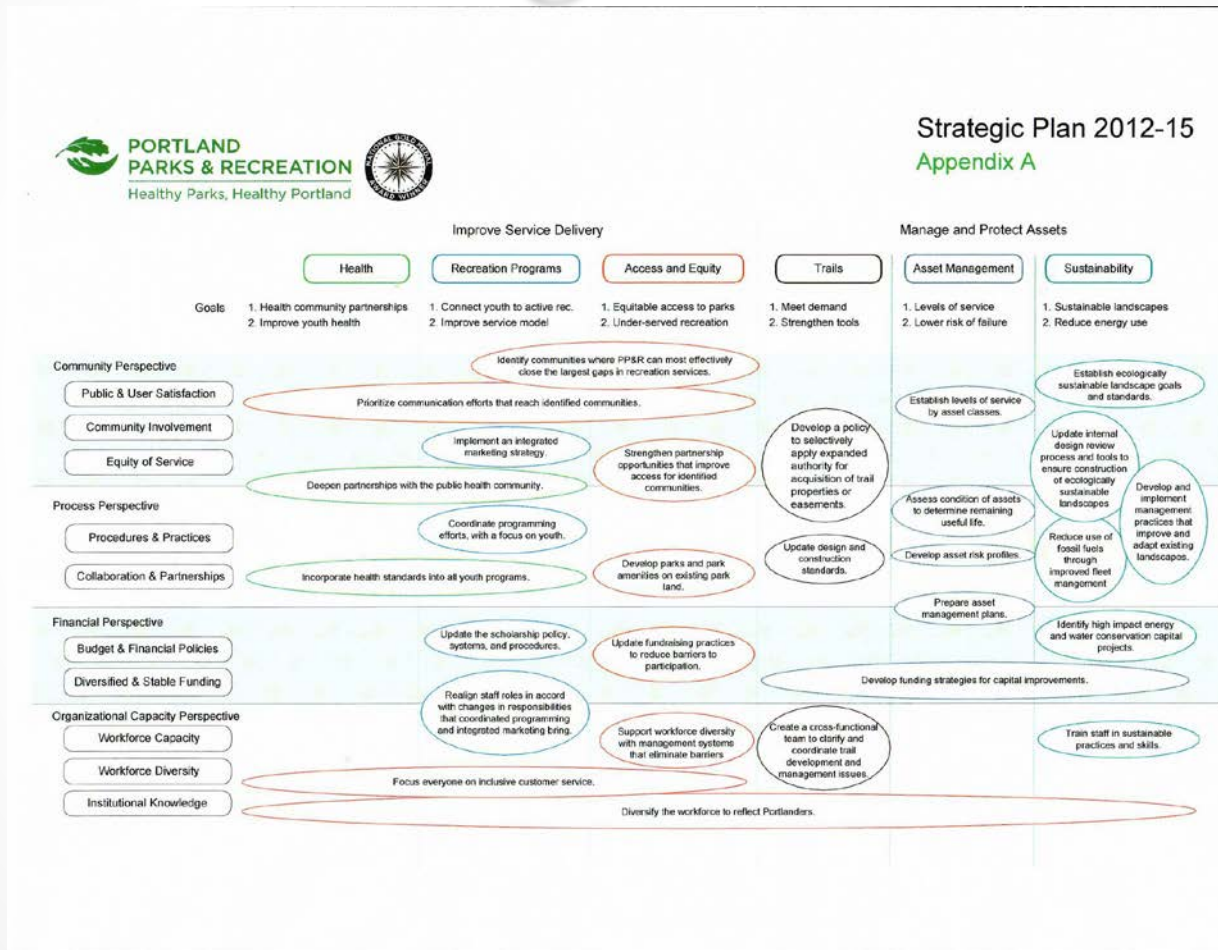 PORTLAND
PARKS & RECREATION
Healthy Parks, Healthy Portland
NATIONAL GOLD MEDAL
AWARD WINNER
Strategic Plan 2012-15
Appendix A
Improve Service Delivery
Manage and Protect Assets
Health
Recreation Programs
Access and Equity
Trails
Asset Management
Sustainability
Goals
1. Health community partnerships
2. Improve youth health
1. Connect youth to active rec.
2. Improve service model
1. Equitable access to parks
2. Under-served recreation
1. Meet demand
2. Strengthen tools
1. Levels of service
2. Lower risk of failure
1. Sustainable landscapes
2. Reduce energy use
Community Perspective
Public & User Satisfaction
Community Involvement
Equity of Service
Identify communities where PP&R can most effectively
close the largest gaps in recreation services.
Prioritize communication efforts that reach identified communities.
Implement an integrated
marketing strategy.
Deepen partnerships with the public health community.
Strengthen partnership
opportunities that improve
access for identified
communities.
Develop a policy
to selectively
apply expanded
authority for
acquisition of trail
properties or
easements.
Establish levels of service
by asset classes.
Establish ecologically
sustainable landscape goals
and standards.
Update internal
design review
process and tools to
ensure construction
of ecologically
sustainable
landscapes
Develop and
implement
management
practices that
improve and
adapt existing
landscapes.
Process Perspective
Procedures & Practices
Collaboration & Partnerships
Coordinate programming
efforts, with a focus on youth.
Incorporate health standards into all youth programs.
Develop parks and park
amenities on existing park
land.
Update design and
construction
standards.
Assess condition of assets
to determine remaining
useful life.
Develop asset risk profiles.
Prepare asset
management plans.
Reduce use of
fossil fuels
through
improved fleet
mangement
Financial Perspective
Budget & Financial Policies
Diversified & Stable Funding
Update the scholarship policy,
systems, and procedures.
Update fundraising practices
to reduce barriers to
participation.
Identify high impact energy
and water conservation capital
projects.
Develop funding strategies for capital improvements.
Organizational Capacity Perspective
Workforce Capacity
Workforce Diversity
Institutional Knowledge
Realign staff roles in accord
with changes in responsibilities
that coordinated programming
and integrated marketing bring.
Support workforce diversity
with management systems
that eliminate barriers
Create a cross-functional
team to clarify and
coordinate trail
development and
management issues.
Train staff in sustainable
practices and skills.
Focus everyone on inclusive customer service.
Diversify the workforce to reflect Portlanders.